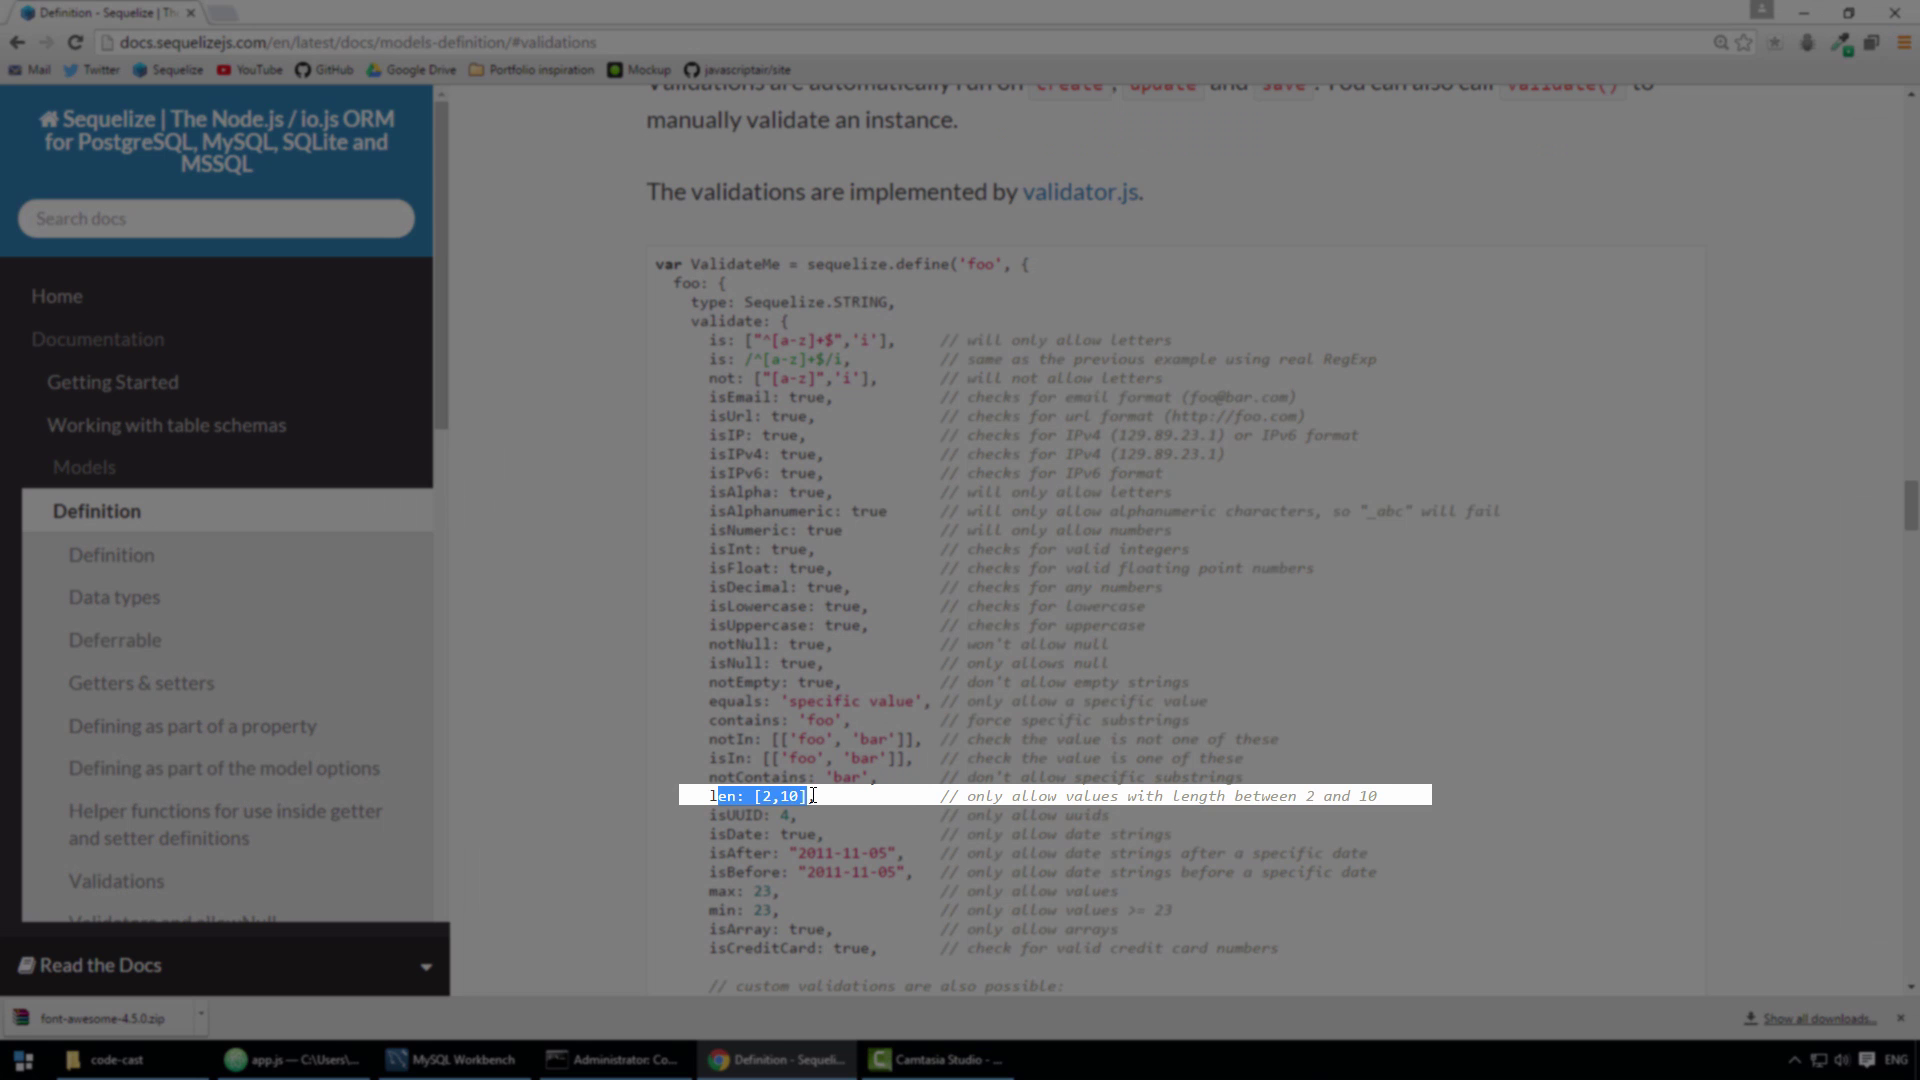 Definition - Sequelize | Th
docs.sequelizejs.com/en/latest/docs/models-definition/#validations
Mail Twitter Sequelize YouTube GitHub Google Drive Portfolio inspiration Mockup javascriptair/site
Sequelize | The Node.js / io.js ORM
for PostgreSQL, MySQL, SQLite and
MSSQL
Search docs
Home
Documentation
Getting Started
Working with table schemas
Models
Definition
Definition
Data types
Deferrable
Getters & setters
Defining as part of a property
Defining as part of the model options
Helper functions for use inside getter
and setter definitions
Validations
Validators and allowNull
Read the Docs
Validations are automatically run on create, update and save. You can also call validate() to
manually validate an instance.
The validations are implemented by validator.js.
var ValidateMe = sequelize.define('foo', {
foo: {
type: Sequelize.STRING,
validate: {
is: ["^[a-z]+$",'i'], // will only allow letters
is: /^[a-z]+$/i, // same as the previous example using real RegExp
not: ["[a-z]",'i'], // will not allow letters
isEmail: true, // checks for email format (foo@bar.com)
isUrl: true, // checks for url format (http://foo.com)
isIP: true, // checks for IPv4 (129.89.23.1) or IPv6 format
isIPv4: true, // checks for IPv4 (129.89.23.1)
isIPv6: true, // checks for IPv6 format
isAlpha: true, // will only allow letters
isAlphanumeric: true // will only allow alphanumeric characters, so "_abc" will fail
isNumeric: true // will only allow numbers
isInt: true, // checks for valid integers
isFloat: true, // checks for valid floating point numbers
isDecimal: true, // checks for any numbers
isLowercase: true, // checks for lowercase
isUppercase: true, // checks for uppercase
notNull: true, // won't allow null
isNull: true, // only allows null
notEmpty: true, // don't allow empty strings
equals: 'specific value', // only allow a specific value
contains: 'foo', // force specific substrings
notIn: [['foo', 'bar']], // check the value is not one of these
isIn: [['foo', 'bar']], // check the value is one of these
notContains: 'bar', // don't allow specific substrings
len: [2,10], // only allow values with length between 2 and 10
isUUID: 4, // only allow uuids
isDate: true, // only allow date strings
isAfter: "2011-11-05", // only allow date strings after a specific date
isBefore: "2011-11-05", // only allow date strings before a specific date
max: 23, // only allow values
min: 23, // only allow values >= 23
isArray: true, // only allow arrays
isCreditCard: true, // check for valid credit card numbers
// custom validations are also possible:
font-awesome-4.5.0.zip
Show all downloads...
code-cast app.js — C:\Users\... MySQL Workbench Administrator: Co... Definition - Sequeli... Camtasia Studio - ... ENG